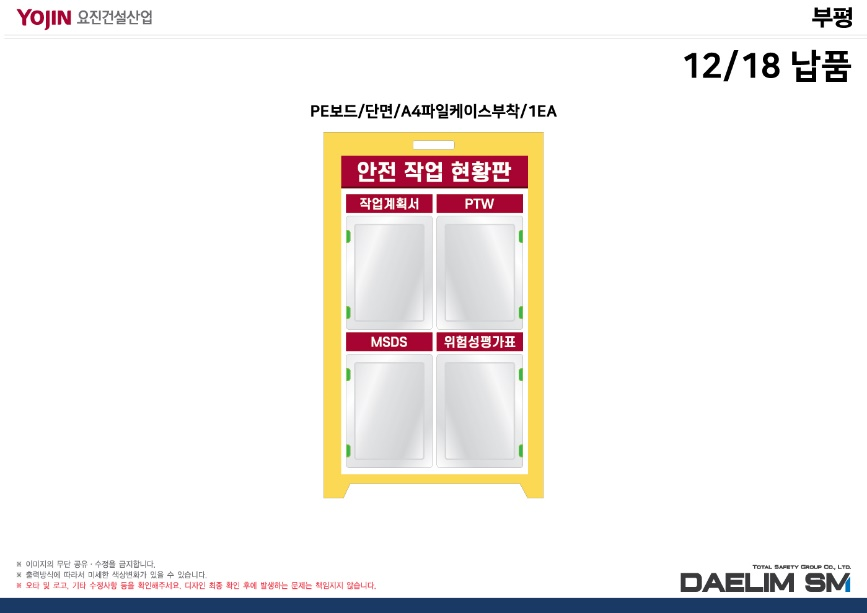 YOJIN 요진건설산업
부평
12/18 납품
PE보드/단면/A4파일케이스부착/1EA
안전 작업 현황판
작업계획서 PTW
MSDS 위험성평가표
※ 이미지의 무단 공유 · 수정을 금지합니다.
※ 출력방식에 따라서 미세한 색상변화가 있을 수 있습니다.
※ 오타 및 로고, 기타 수정사항 등을 확인해주세요. 디자인 최종 확인 후에 발생하는 문제는 책임지지 않습니다.
TOTAL SAFETY GROUP CO., LTD.
DAELIM SM